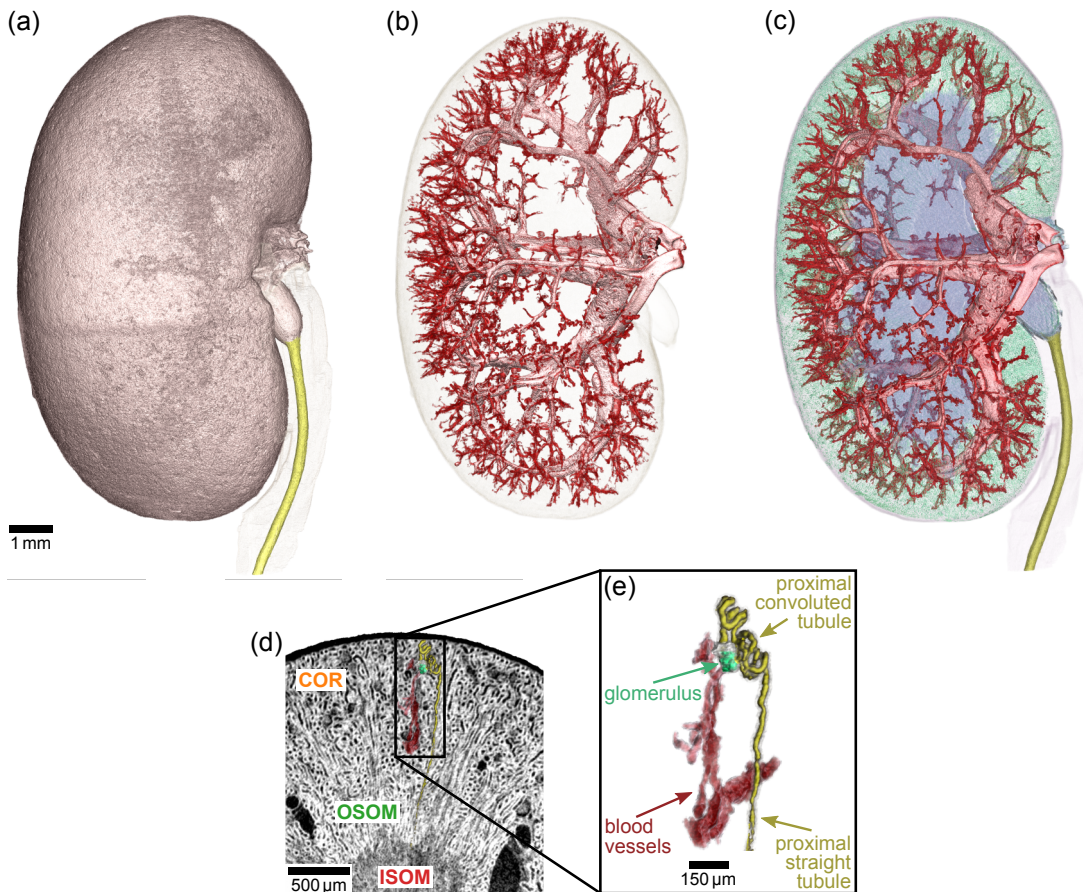 (a)
(b)
(c)
1 mm
(d)
COR
OSOM
ISOM
500 µm
(e)
proximal
convoluted
tubule
glomerulus
blood
vessels
proximal
straight
tubule
150 µm